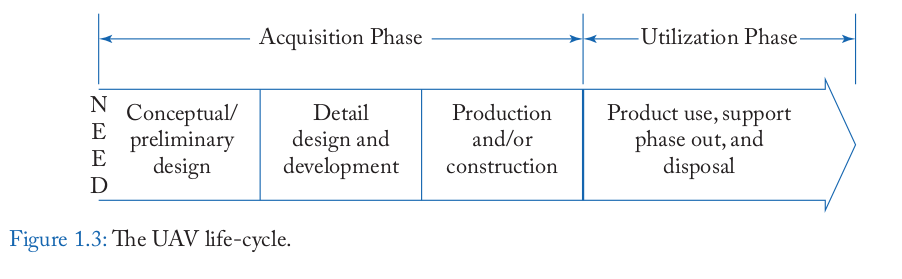 Acquisition Phase
Utilization Phase
N
E
E
D
Conceptual/
preliminary
design
Detail
design and
development
Production
and/or
construction
Product use, support
phase out, and
disposal
Figure 1.3: The UAV life-cycle.